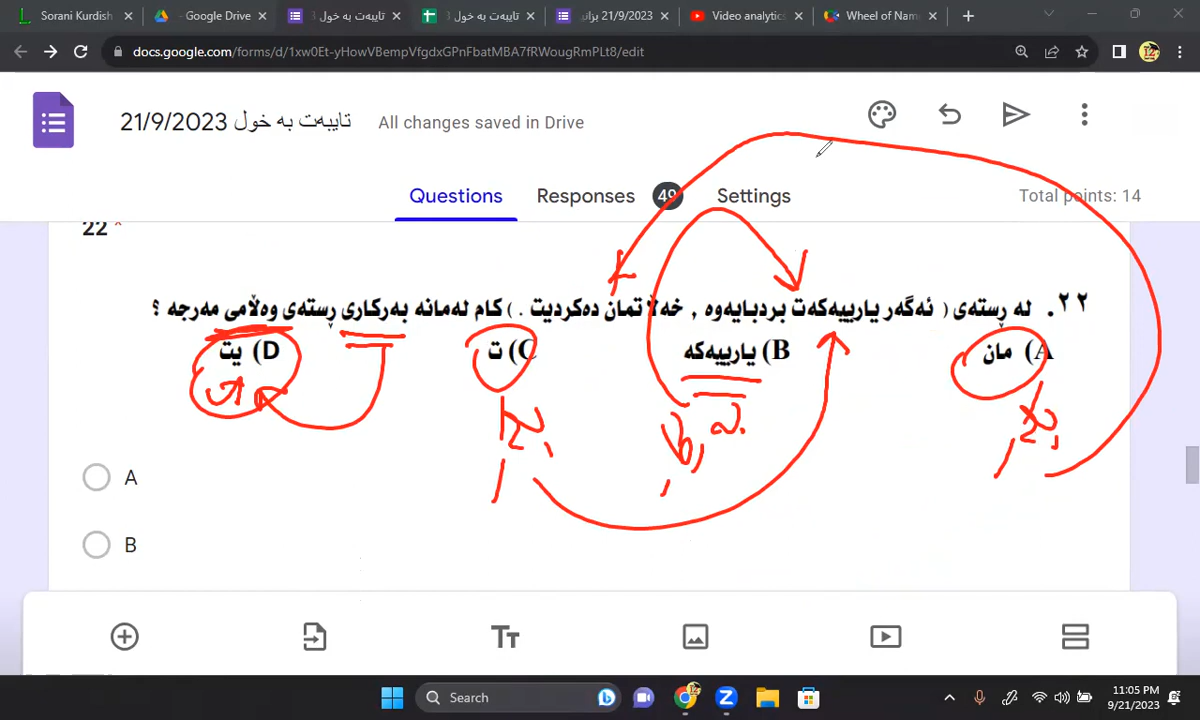 Sorani Kurdish
- Google Drive
تایبەت بە خول
تایبەت بە خول
21/9/2023 بزانی
Video analytics
Wheel of Nam
docs.google.com/forms/d/1xw0Et-yHowVBempVfgdxGPnFbatMBA7fRWougRmPLt8/edit
تایبەت بە خول 21/9/2023
All changes saved in Drive
Questions
Responses
49
Settings
Total points: 14
22 *
٢٢. لە ڕستەی ( ئەگەر یارییەکەت بردبایەوە , خەڵاتمان دەکردیت . ) کام لەمانە بەرکاری ڕستەی وەڵامی مەرجە ؟
A) مان B) یارییەکە C) ت D) یت
A
B
Search
11:05 PM
9/21/2023